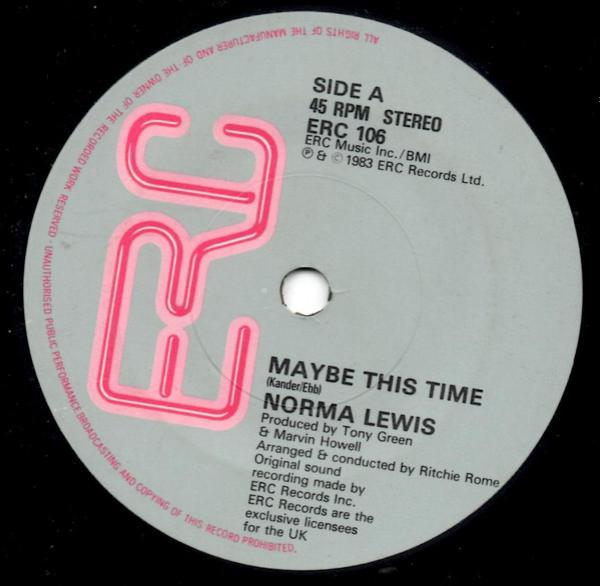 SIDE A
45 RPM STEREO
ERC 106
ERC Music Inc./BMI
Ⓟ & © 1983 ERC Records Ltd.
ERC
MAYBE THIS TIME
(Kander/Ebb)
NORMA LEWIS
Produced by Tony Green
& Marvin Howell
Arranged & conducted by Ritchie Rome
Original sound
recording made by
ERC Records Inc.
ERC Records are the
exclusive licensees
for the UK
ALL RIGHTS OF THE MANUFACTURER AND OF THE OWNER OF THE RECORDED WORK RESERVED · UNAUTHORISED PUBLIC PERFORMANCE, BROADCASTING AND COPYING OF THIS RECORD PROHIBITED.